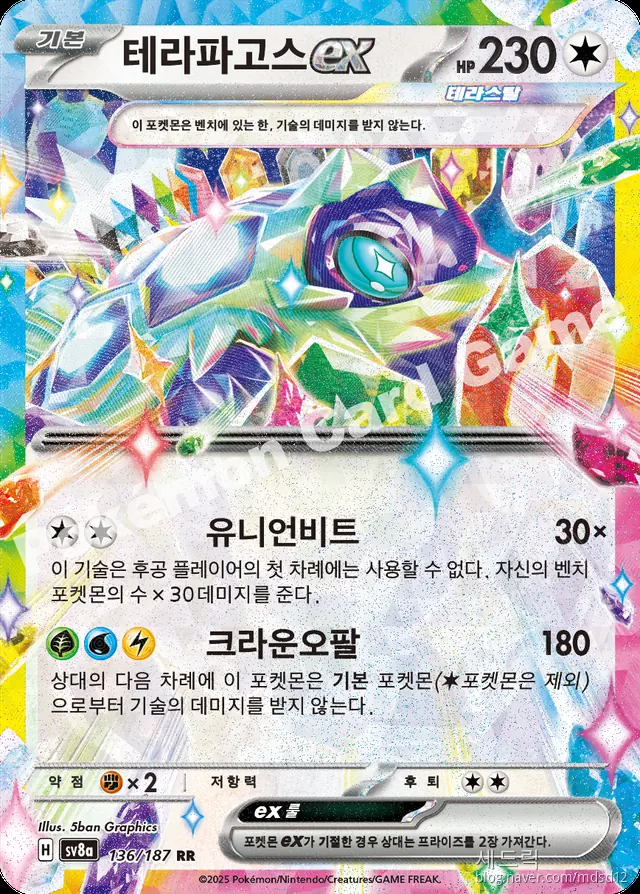 기본
테라파고스ex
HP 230
테라스탈
이 포켓몬은 벤치에 있는 한, 기술의 데미지를 받지 않는다.
Pokémon Card Game
유니언비트 30×
이 기술은 후공 플레이어의 첫 차례에는 사용할 수 없다. 자신의 벤치
포켓몬의 수 × 30데미지를 준다.
크라운오팔 180
상대의 다음 차례에 이 포켓몬은 기본 포켓몬(포켓몬은 제외)
으로부터 기술의 데미지를 받지 않는다.
약점 ×2 저항력 후퇴
Illus. 5ban Graphics
ex 룰
H sv8a 136/187 RR
포켓몬 ex가 기절한 경우 상대는 프라이즈를 2장 가져간다.
©2025 Pokémon/Nintendo/Creatures/GAME FREAK.
세드릭
blog.naver.com/mdsd12